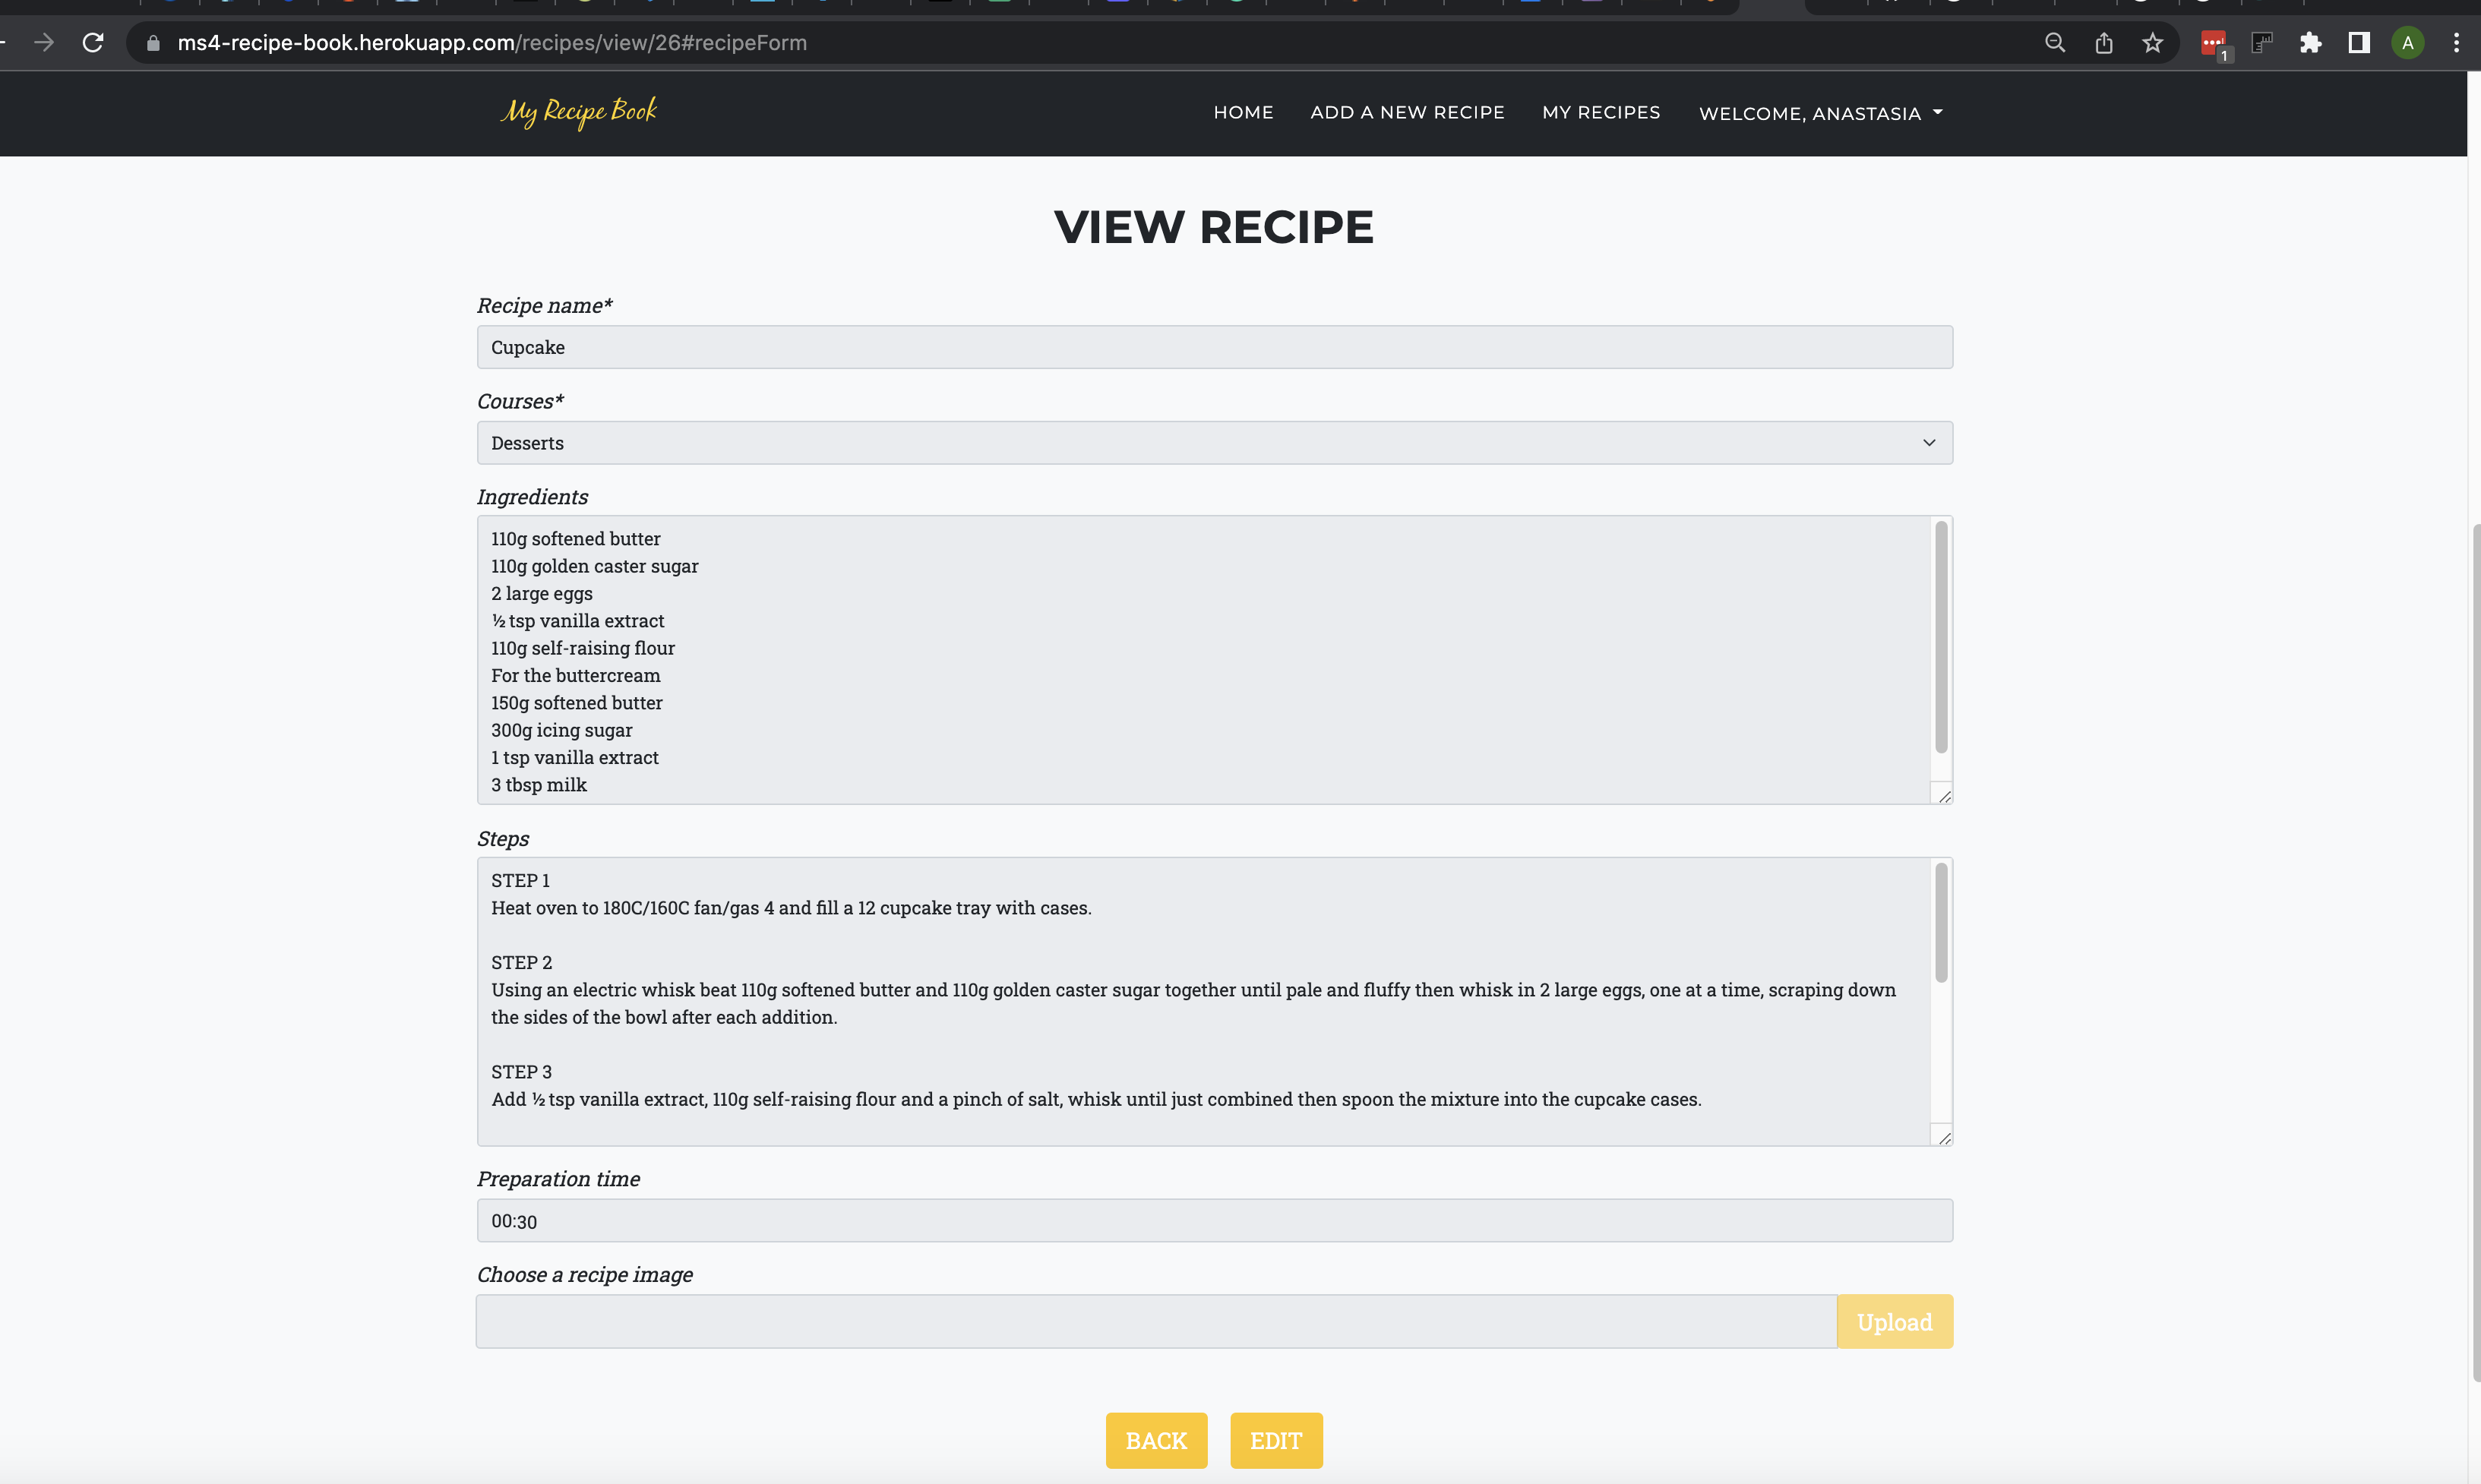 ms4-recipe-book.herokuapp.com/recipes/view/26#recipeForm
1
A
My Recipe Book
HOME ADD A NEW RECIPE MY RECIPES WELCOME, ANASTASIA
VIEW RECIPE
Recipe name*
Cupcake
Courses*
Desserts
Ingredients
110g softened butter
110g golden caster sugar
2 large eggs
½ tsp vanilla extract
110g self-raising flour
For the buttercream
150g softened butter
300g icing sugar
1 tsp vanilla extract
3 tbsp milk
Steps
STEP 1
Heat oven to 180C/160C fan/gas 4 and fill a 12 cupcake tray with cases.
STEP 2
Using an electric whisk beat 110g softened butter and 110g golden caster sugar together until pale and fluffy then whisk in 2 large eggs, one at a time, scraping down
the sides of the bowl after each addition.
STEP 3
Add ½ tsp vanilla extract, 110g self-raising flour and a pinch of salt, whisk until just combined then spoon the mixture into the cupcake cases.
Preparation time
00:30
Choose a recipe image
Upload
BACK EDIT